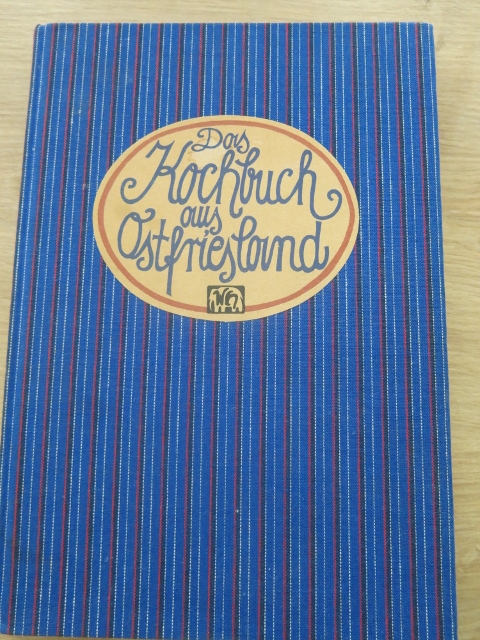 Das
Kochbuch
aus
Ostfriesland